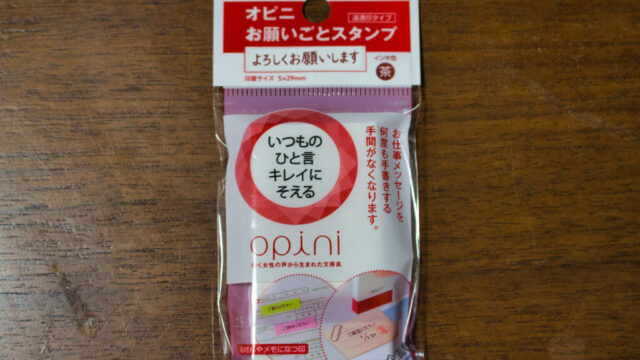 オピニ
浸透印タイプ
お願いごとスタンプ
よろしくお願いします
インキ色
茶
印面サイズ 5×29mm
いつもの
ひと言
キレイに
そえる
お仕事メッセージを
何度も手書きする
手間がなくなります。
opini
働く女性の声から生まれた文房具